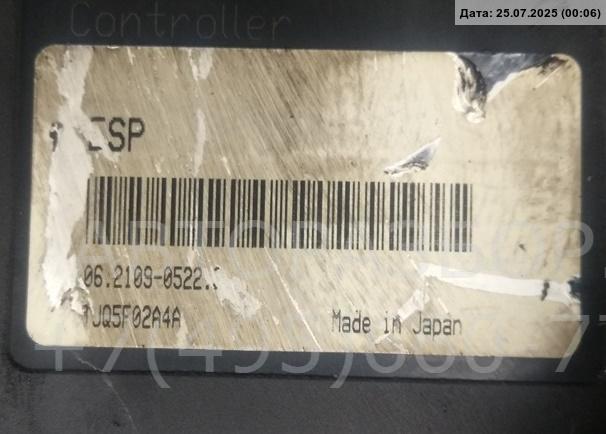 Дата: 25.07.2025 (00:06)
Controller
ESP
06.2109-0522.
JQ5F02A4A
Made in Japan